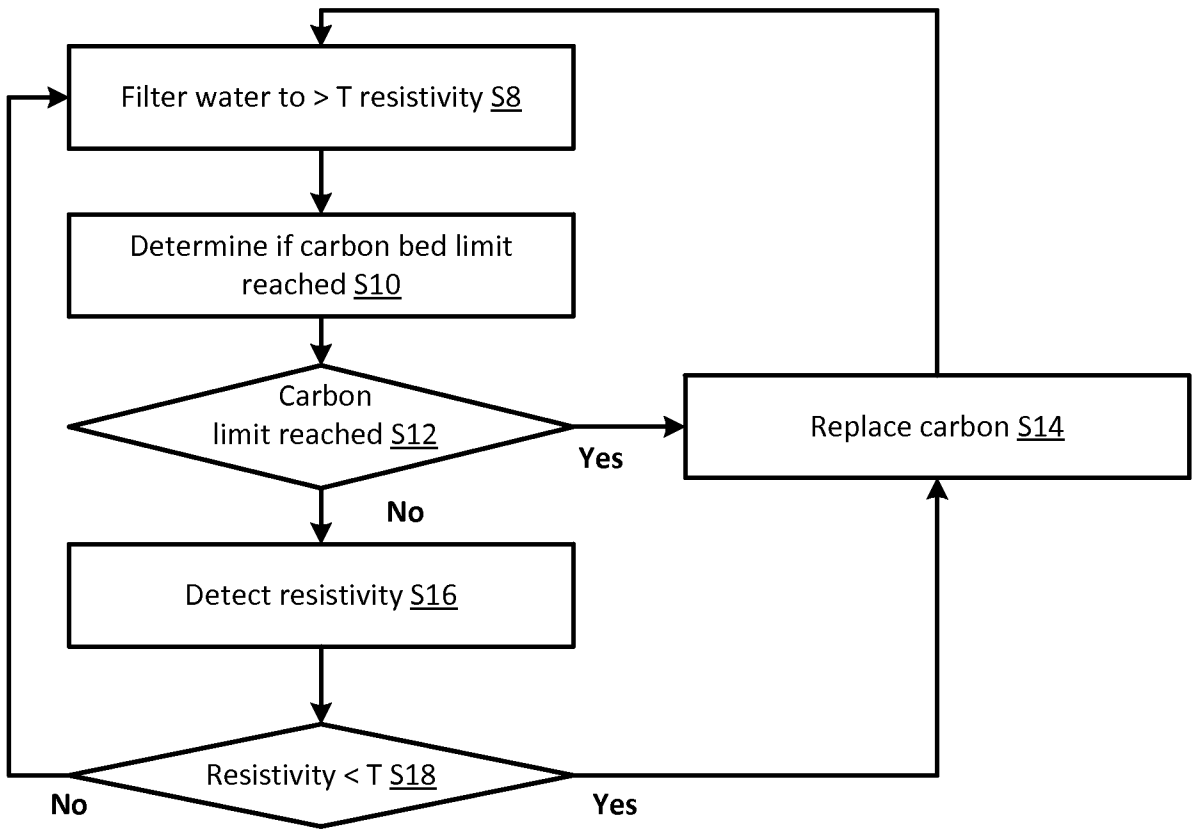 Filter water to > T resistivity S8
Determine if carbon bed limit
reached S10
Carbon
limit reached S12
Yes
Replace carbon S14
No
Detect resistivity S16
Resistivity < T S18
No
Yes